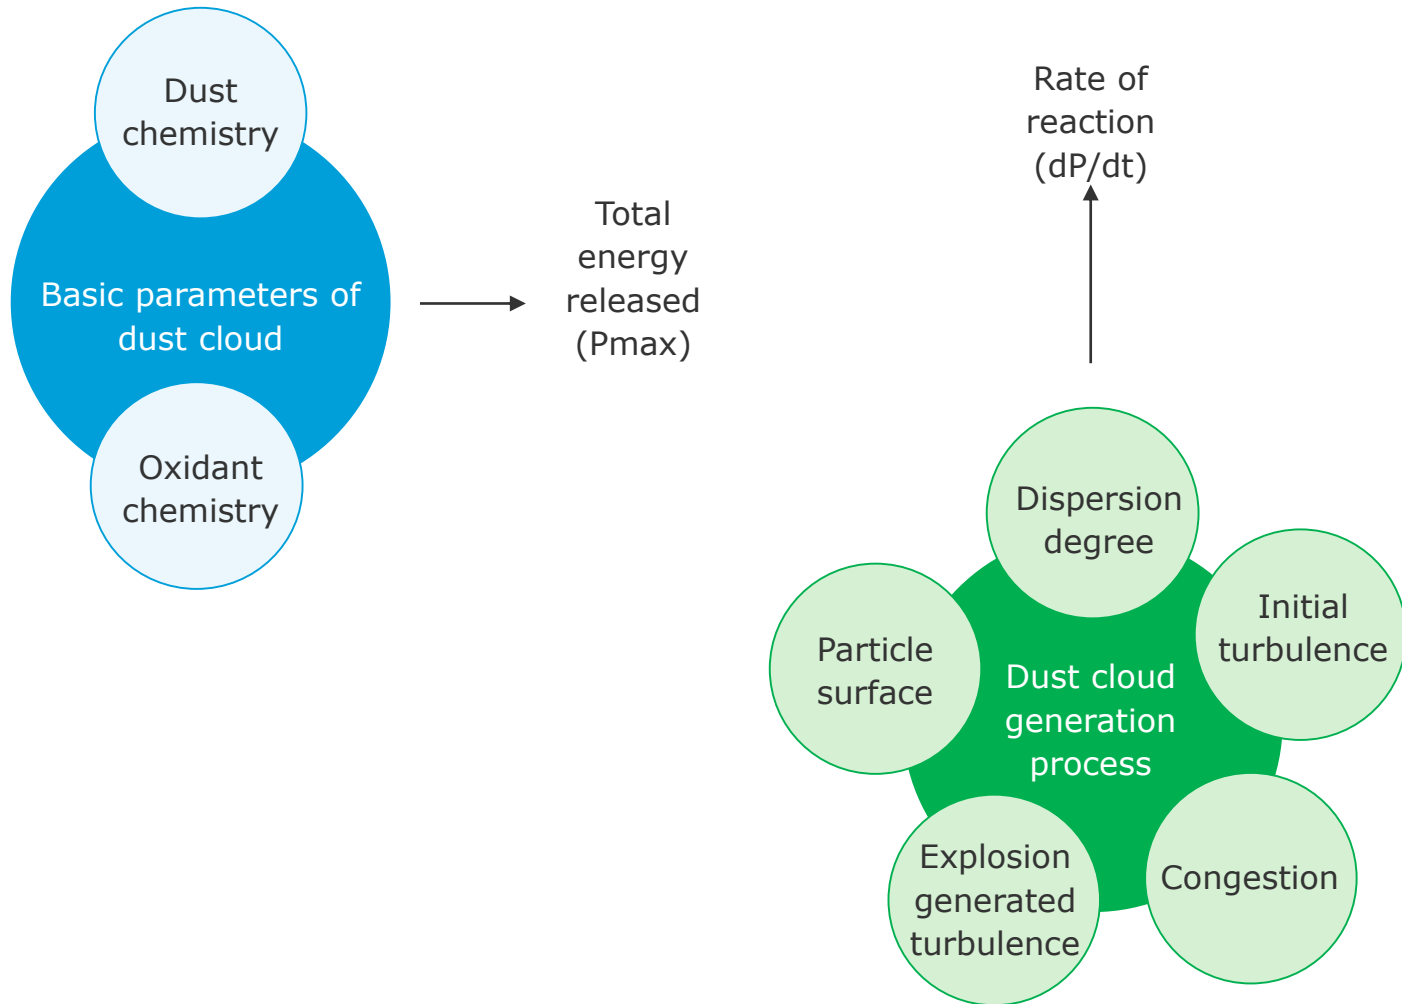 Dust
chemistry
Basic parameters of
dust cloud
Oxidant
chemistry
Total
energy
released
(Pmax)
Rate of
reaction
(dP/dt)
Dispersion
degree
Initial
turbulence
Particle
surface
Dust cloud
generation
process
Explosion
generated
turbulence
Congestion